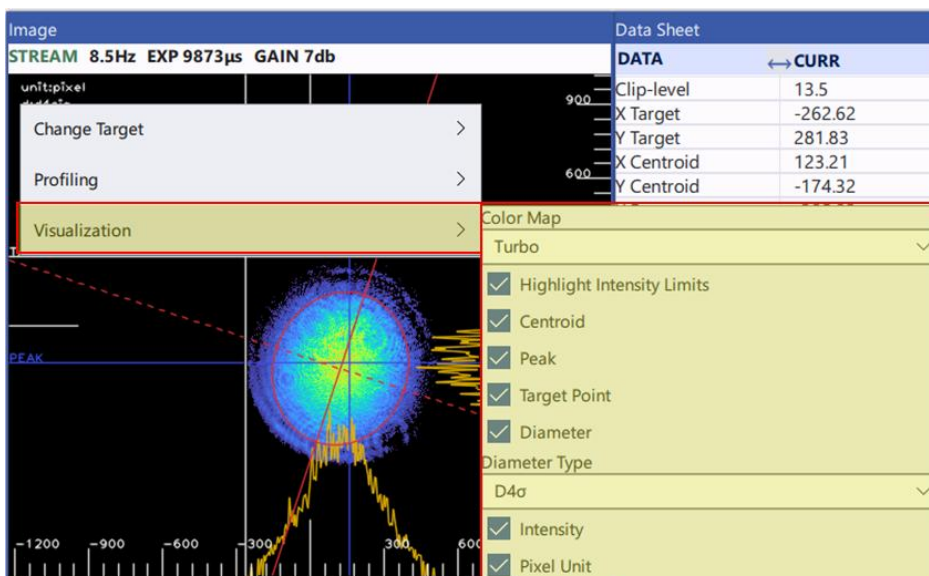 Image
STREAM 8.5Hz EXP 9873µs GAIN 7db
unit:pixel
Change Target
Profiling
Visualization
PEAK
900
600
-1200 -900 -600 -300 300 600
Data Sheet
DATA CURR
Clip-level 13.5
X Target -262.62
Y Target 281.83
X Centroid 123.21
Y Centroid -174.32
Color Map
Turbo
Highlight Intensity Limits
Centroid
Peak
Target Point
Diameter
Diameter Type
D4σ
Intensity
Pixel Unit